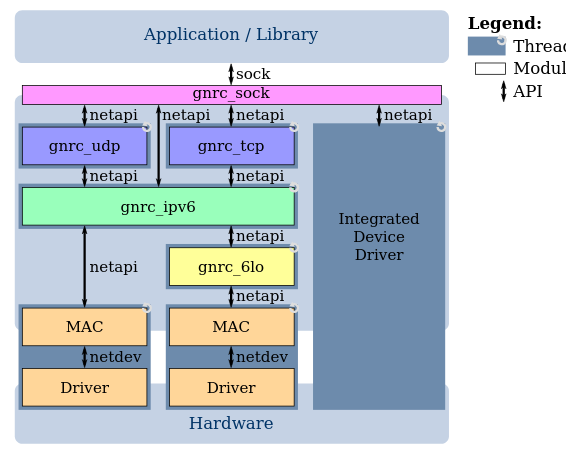 Application / Library
Legend:
Thread
Modul
API
sock
gnrc_sock
netapi
netapi
netapi
netapi
gnrc_udp
gnrc_tcp
netapi
netapi
gnrc_ipv6
Integrated
Device
Driver
netapi
gnrc_6lo
netapi
netapi
MAC
MAC
netdev
netdev
Driver
Driver
Hardware